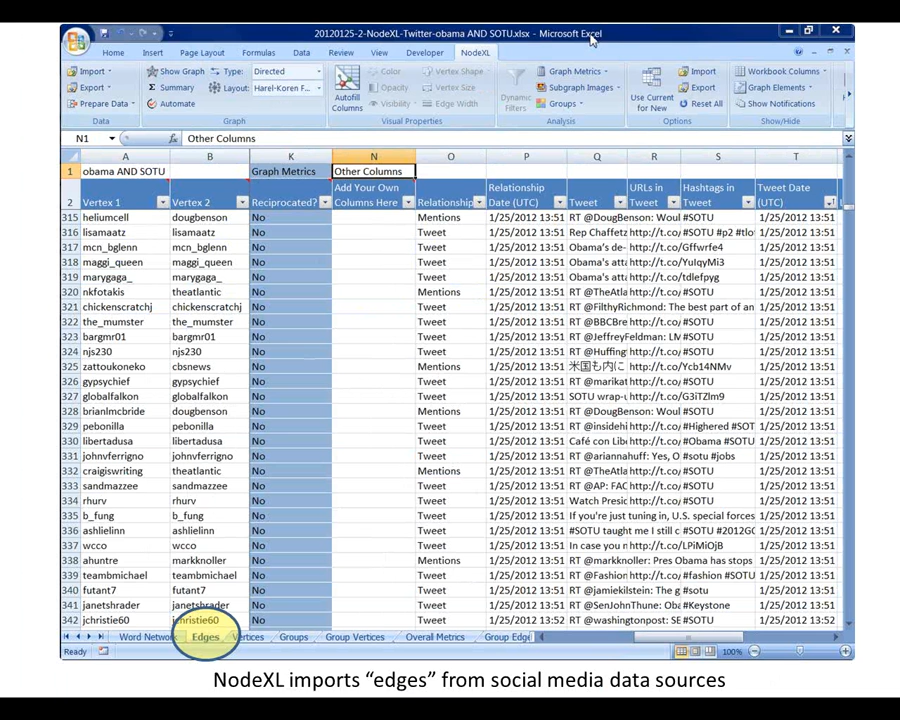 20120125-2-NodeXL-Twitter-obama AND SOTU.xlsx - Microsoft Excel
Home Insert Page Layout Formulas Data Review View Developer NodeXL
Import Show Graph Type: Directed Color Vertex Shape Graph Metrics Import Workbook Columns
Export Summary Layout: Harel-Koren F... Opacity Vertex Size Subgraph Images Export Graph Elements
Prepare Data Automate Autofill Columns Visibility Edge Width Dynamic Filters Groups Use Current for New Reset All Show Notifications
Data Graph Visual Properties Analysis Options Show/Hide
N1 fx Other Columns
A B K N O P Q R S T
1 obama AND SOTU Graph Metrics Other Columns
2 Vertex 1 Vertex 2 Reciprocated? Add Your Own Columns Here Relationship Relationship Date (UTC) Tweet URLs in Tweet Hashtags in Tweet Tweet Date (UTC)
315 heliumcell dougbenson No Mentions 1/25/2012 13:51 RT @DougBenson: Woul #SOTU 1/25/2012 13:51
316 lisamaatz lisamaatz No Tweet 1/25/2012 13:51 Rep Chaffetz http://t.co/ #SOTU #p2 #tlo 1/25/2012 13:51
317 mcn_bglenn mcn_bglenn No Tweet 1/25/2012 13:51 Obama's de- http://t.co/Gffwrfe4 1/25/2012 13:51
318 maggi_queen maggi_queen No Tweet 1/25/2012 13:51 Obama's atta http://t.co/YuIqyMi3 1/25/2012 13:51
319 marygaga_ marygaga_ No Tweet 1/25/2012 13:51 Obama's atta http://t.co/tdlefpyg 1/25/2012 13:51
320 nkfotakis theatlantic No Mentions 1/25/2012 13:51 RT @TheAtla http://t.co/ #SOTU 1/25/2012 13:51
321 chickenscratchj chickenscratchj No Tweet 1/25/2012 13:51 RT @FilthyRichmond: The best part of an 1/25/2012 13:51
322 the_mumster the_mumster No Tweet 1/25/2012 13:51 RT @BBCBre http://t.co/ #SOTU 1/25/2012 13:51
323 bargmr01 bargmr01 No Tweet 1/25/2012 13:51 RT @JeffreyFeldman: LM #SOTU 1/25/2012 13:51
324 njs230 njs230 No Tweet 1/25/2012 13:51 RT @Huffing http://t.co/ #SOTU 1/25/2012 13:51
325 zattoukoneko cbsnews No Mentions 1/25/2012 13:51 米国も内に http://t.co/Ycb14NMv 1/25/2012 13:51
326 gypsychief gypsychief No Tweet 1/25/2012 13:51 RT @marikat http://t.co/ #SOTU 1/25/2012 13:51
327 globalfalkon globalfalkon No Tweet 1/25/2012 13:51 SOTU wrap-u http://t.co/G3iTZlm9 1/25/2012 13:51
328 brianlmcbride dougbenson No Mentions 1/25/2012 13:51 RT @DougBenson: Woul #SOTU 1/25/2012 13:51
329 pebonilla pebonilla No Tweet 1/25/2012 13:51 RT @insidehi http://t.co/ #Highered #SOT 1/25/2012 13:51
330 libertadusa libertadusa No Tweet 1/25/2012 13:51 Café con Libe http://t.co/ #Obama #SOTU 1/25/2012 13:51
331 johnvferrigno johnvferrigno No Tweet 1/25/2012 13:51 RT @ariannahuff: Yes, O #sotu #jobs 1/25/2012 13:51
332 craigiswriting theatlantic No Mentions 1/25/2012 13:51 RT @TheAtla http://t.co/ #SOTU 1/25/2012 13:51
333 sandmazzee sandmazzee No Tweet 1/25/2012 13:51 RT @AP: FAC http://t.co/ #SOTU 1/25/2012 13:51
334 rhurv rhurv No Tweet 1/25/2012 13:51 Watch Presid http://t.co/ #SOTU 1/25/2012 13:51
335 b_fung b_fung No Tweet 1/25/2012 13:51 If you're just tuning in, U.S. special forces 1/25/2012 13:51
336 ashlielinn ashlielinn No Tweet 1/25/2012 13:51 #SOTU taught me I still c #SOTU #2012GO 1/25/2012 13:51
337 wcco wcco No Tweet 1/25/2012 13:51 In case you n http://t.co/LPiMiOjB 1/25/2012 13:51
338 ahuntre marknoller No Mentions 1/25/2012 13:51 RT @markknoller: Pres Obama has stops 1/25/2012 13:51
339 teambmichael teambmichael No Tweet 1/25/2012 13:51 RT @Fashion http://t.co/ #fashion #SOTU 1/25/2012 13:51
340 futant7 futant7 No Tweet 1/25/2012 13:51 RT @jamiekilstein: The g #sotu 1/25/2012 13:51
341 janetshrader janetshrader No Tweet 1/25/2012 13:51 RT @SenJohnThune: Oba #Keystone 1/25/2012 13:51
342 jchristie60 jchristie60 No Tweet 1/25/2012 13:52 RT @washingtonpost: SE #SOTU 1/25/2012 13:52
Word Network Edges Vertices Groups Group Vertices Overall Metrics Group Edge
Ready 100%
NodeXL imports “edges” from social media data sources